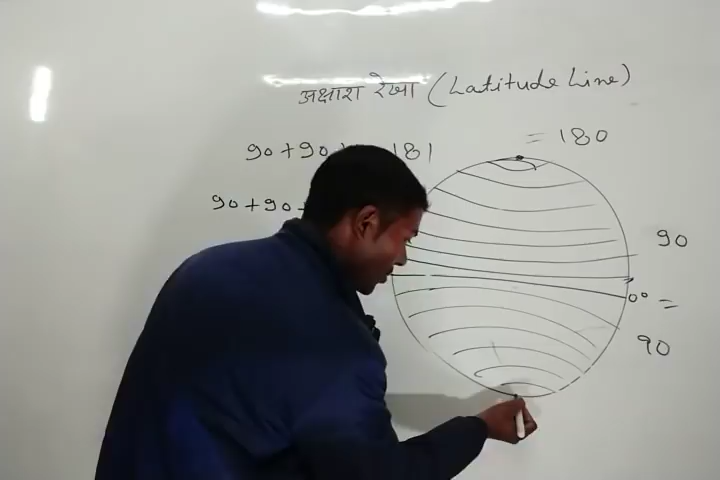 अक्षांश रेखा (Latitude Line)
= 180
90 + 90 + 181
90 + 90
90
0° =
90